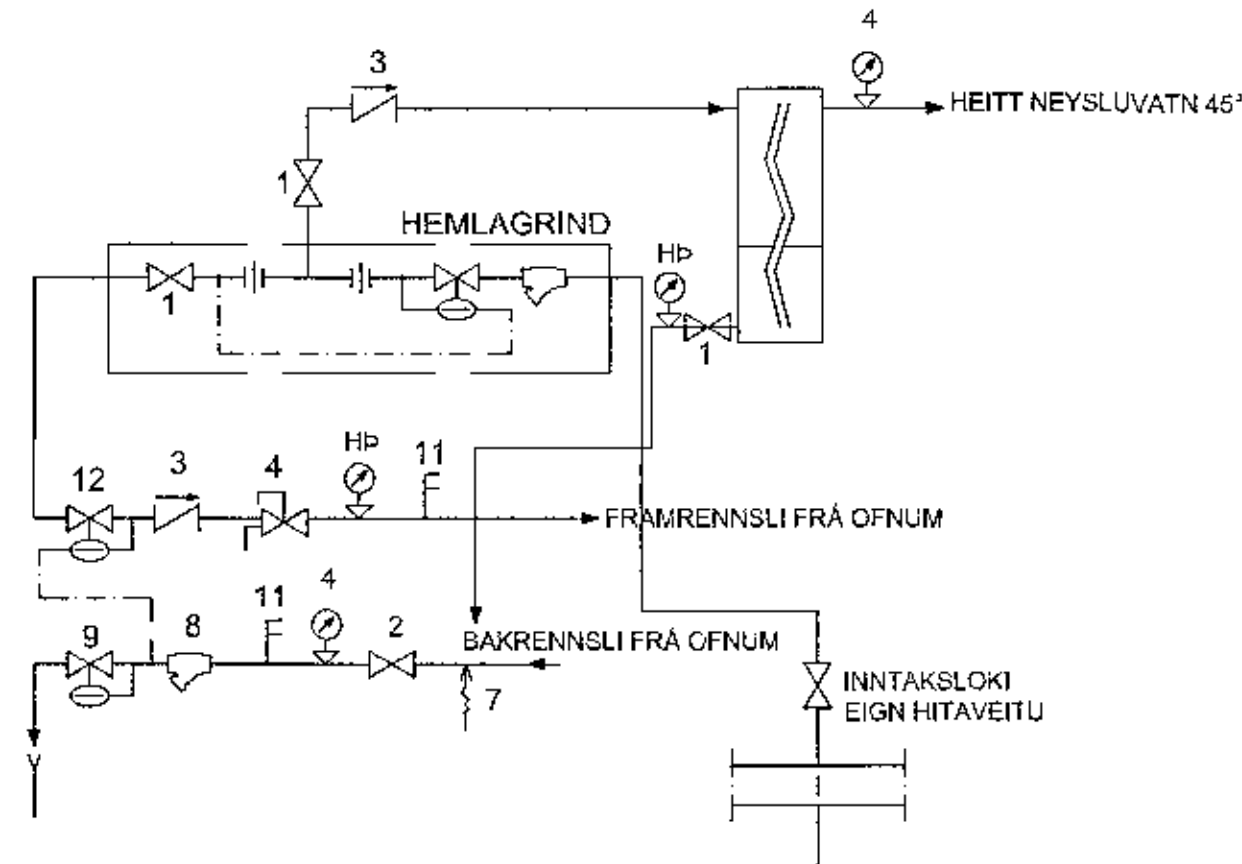 4
3
HEITT NEYSLUVATN 45°
1
HEMLAGRIND
HÞ
1
1
HÞ
11
12
3
4
FRAMRENNSLI FRÁ OFNUM
4
11
9
8
2
BAKRENNSLI FRÁ OFNUM
7
INNTAKSLOKI
EIGN HITAVEITU